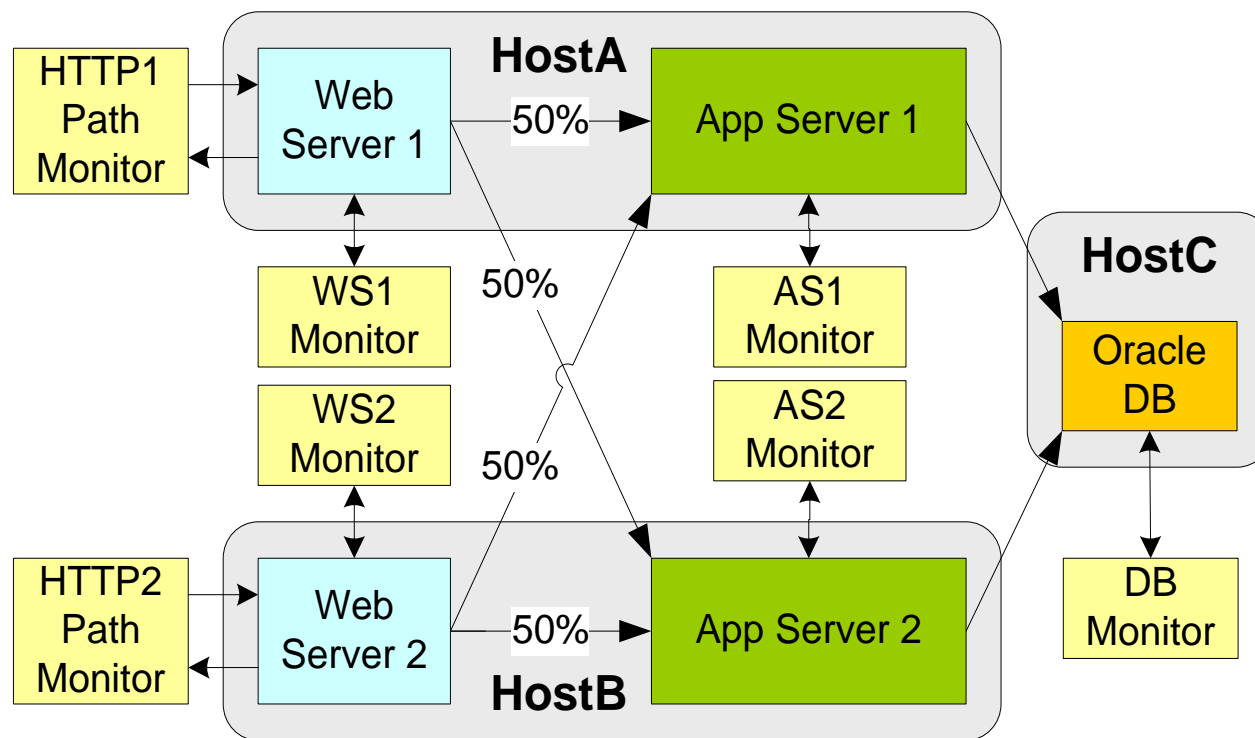 HostA
HTTP1
Path
Monitor
Web
Server 1
50%
App Server 1
HostC
WS1
Monitor
50%
AS1
Monitor
Oracle
DB
WS2
Monitor
50%
AS2
Monitor
HTTP2
Path
Monitor
Web
Server 2
50%
App Server 2
DB
Monitor
HostB